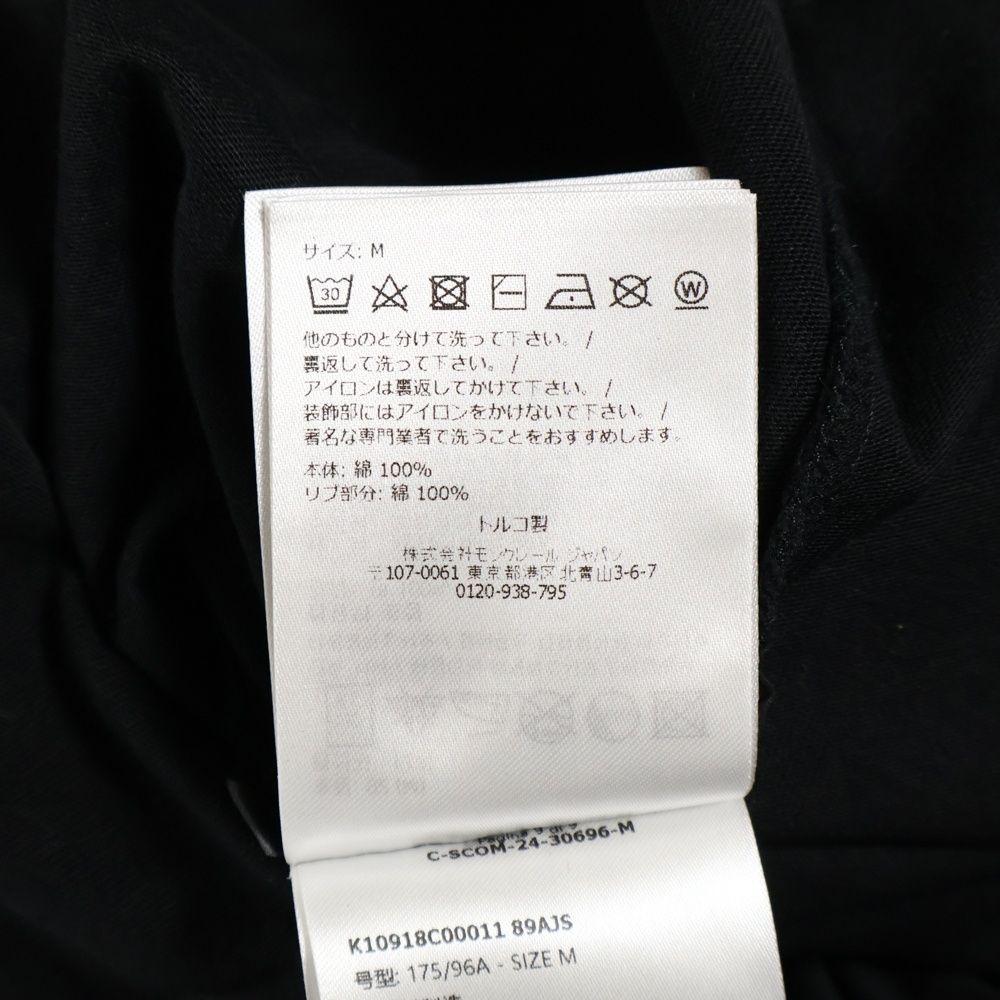 サイズ: M
30
W
他のものと分けて洗って下さい。 /
裏返して洗って下さい。 /
アイロンは裏返してかけて下さい。 /
装飾部にはアイロンをかけないで下さい。 /
著名な専門業者で洗うことをおすすめします。
本体: 綿 100%
リブ部分: 綿 100%
トルコ製
株式会社モンクレール ジャパン
〒107-0061 東京都港区 北青山3-6-7
0120-938-795
Pagina 9 di 9
C-SCOM-24-30696-M
K10918C00011 89AJS
号型: 175/96A - SIZE M